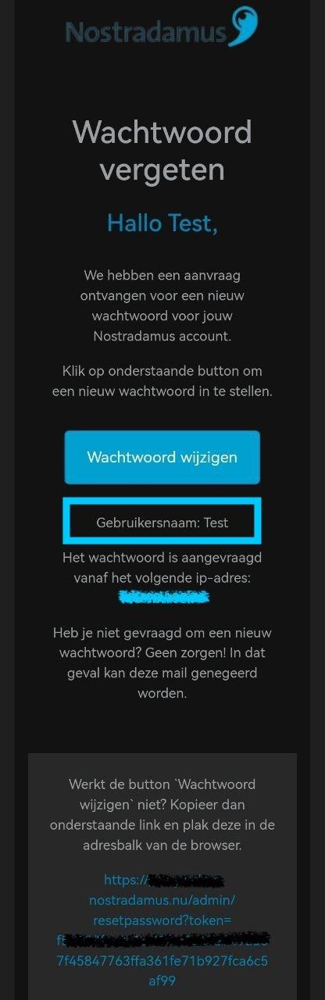 Nostradamus
Wachtwoord
vergeten
Hallo Test,
We hebben een aanvraag
ontvangen voor een nieuw
wachtwoord voor jouw
Nostradamus account.
Klik op onderstaande button om
een nieuw wachtwoord in te stellen.
Wachtwoord wijzigen
Gebruikersnaam: Test
Het wachtwoord is aangevraagd
vanaf het volgende ip-adres:
Heb je niet gevraagd om een nieuw
wachtwoord? Geen zorgen! In dat
geval kan deze mail genegeerd
worden.
Werkt de button `Wachtwoord
wijzigen` niet? Kopieer dan
onderstaande link en plak deze in de
adresbalk van de browser.
https://
nostradamus.nu/admin/
resetpassword?token=
7f45847763ffa361fe71b927fca6c5
af99